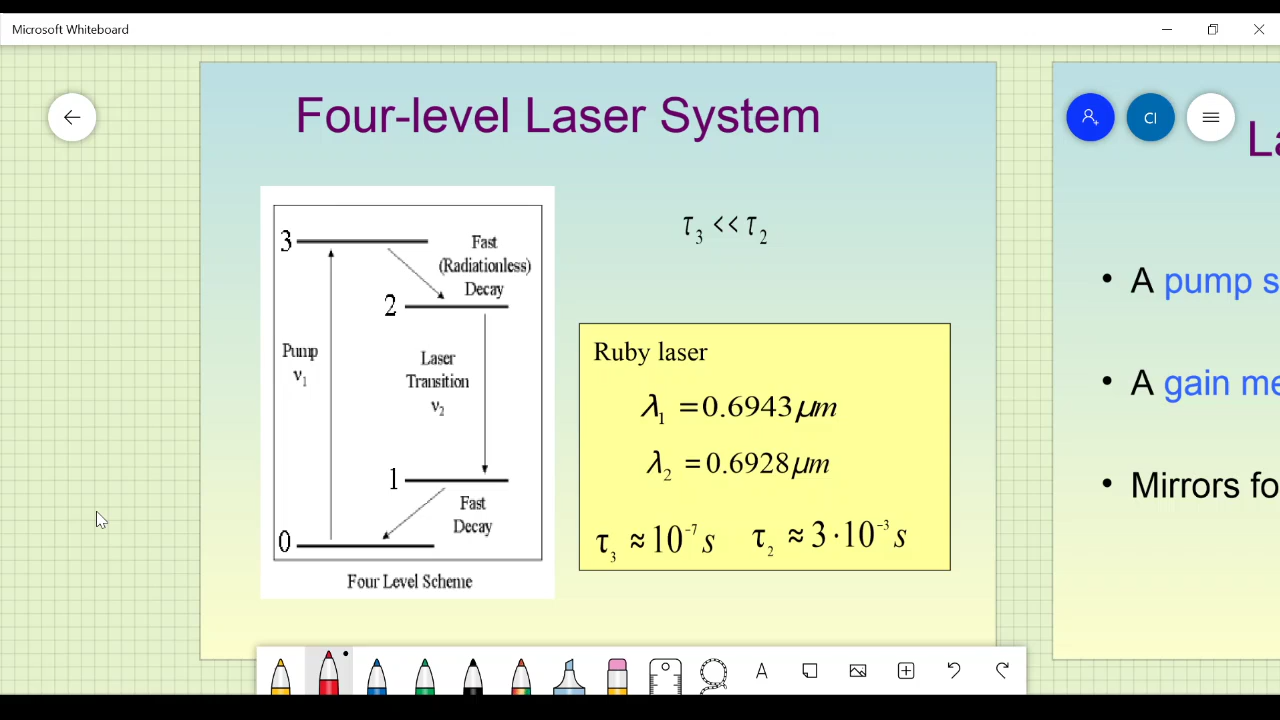 Microsoft Whiteboard
Four-level Laser System
CI
La
τ₃ << τ₂
3
Fast
(Radiationless)
Decay
2
Pump
ν₁
Laser
Transition
ν₂
1
Fast
Decay
0
Four Level Scheme
Ruby laser
λ₁ = 0.6943 μm
λ₂ = 0.6928 μm
τ₃ ≈ 10⁻⁷ s τ₂ ≈ 3·10⁻³ s
• A pump s
• A gain me
• Mirrors fo
A